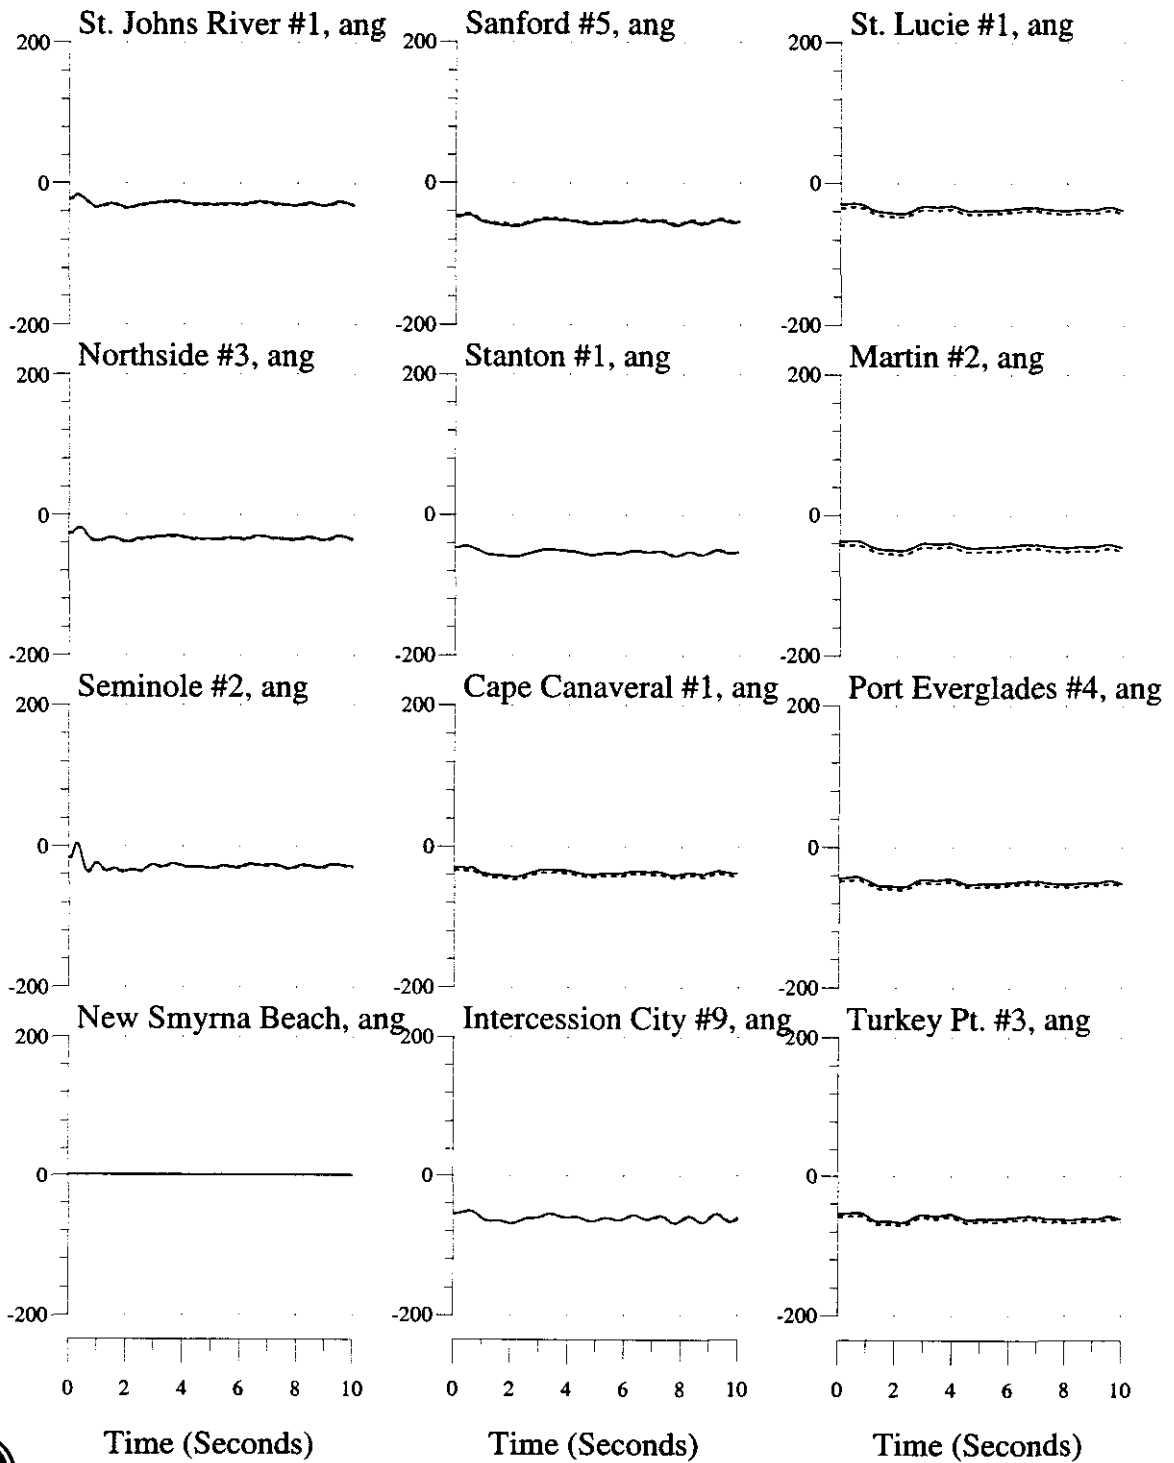 St. Johns River #1, ang
200
0
-200
Sanford #5, ang
200
0
-200
St. Lucie #1, ang
200
0
-200
Northside #3, ang
200
0
-200
Stanton #1, ang
200
0
-200
Martin #2, ang
200
0
-200
Seminole #2, ang
200
0
-200
Cape Canaveral #1, ang
200
0
-200
Port Everglades #4, ang
200
0
-200
New Smyrna Beach, ang
200
0
-200
Intercession City #9, ang
200
0
-200
Turkey Pt. #3, ang
200
0
-200
0 2 4 6 8 10
0 2 4 6 8 10
0 2 4 6 8 10
Time (Seconds)
Time (Seconds)
Time (Seconds)